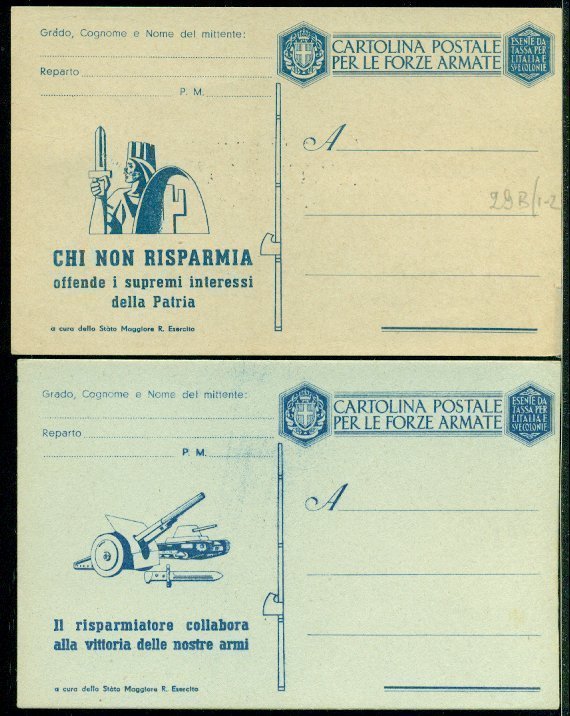 Grado, Cognome e Nome del mittente:
Reparto
P. M.
CHI NON RISPARMIA
offende i supremi interessi
della Patria
a cura dello Stato Maggiore R. Esercito
CARTOLINA POSTALE
PER LE FORZE ARMATE
ESENTE DA
TASSA PER
L'ITALIA E
SUE COLONIE
A
29B/1-2
Grado, Cognome e Nome del mittente:
Reparto
P. M.
Il risparmiatore collabora
alla vittoria delle nostre armi
a cura dello Stato Maggiore R. Esercito
CARTOLINA POSTALE
PER LE FORZE ARMATE
ESENTE DA
TASSA PER
L'ITALIA E
SUE COLONIE
A